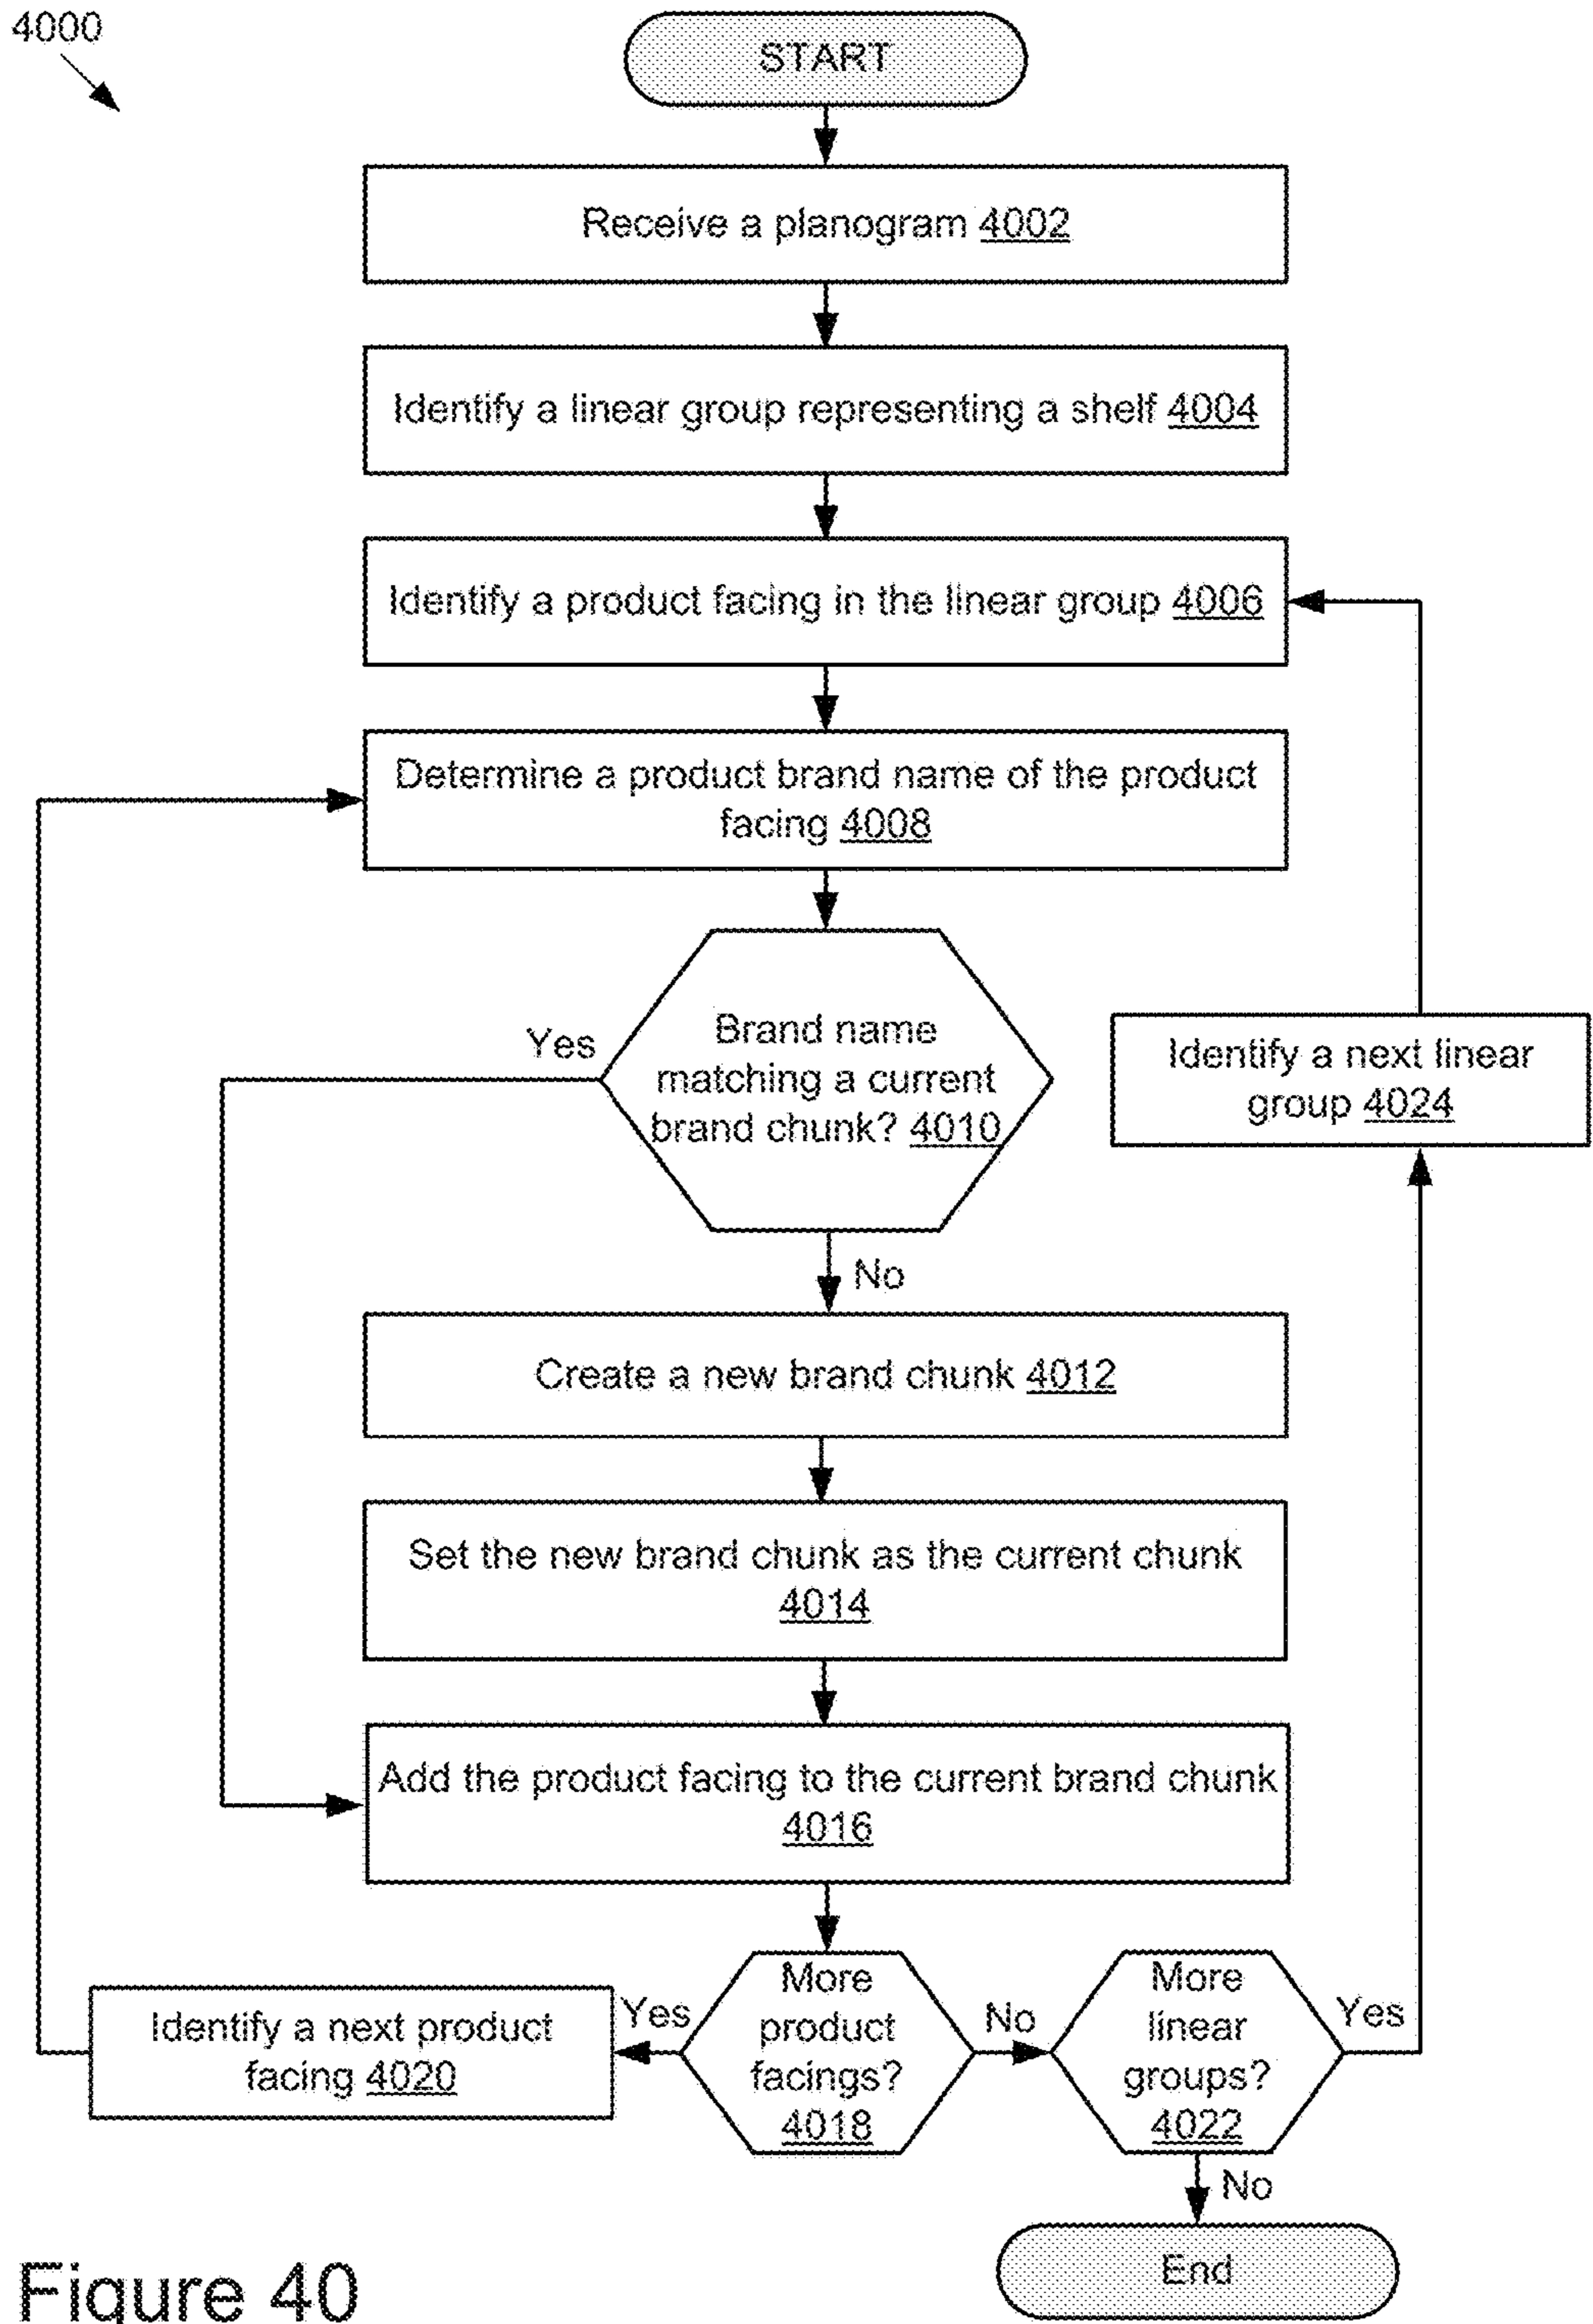 4000
START
Receive a planogram 4002
Identify a linear group representing a shelf 4004
Identify a product facing in the linear group 4006
Determine a product brand name of the product
facing 4008
Yes
Brand name
matching a current
brand chunk? 4010
Identify a next linear
group 4024
No
Create a new brand chunk 4012
Set the new brand chunk as the current chunk
4014
Add the product facing to the current brand chunk
4016
Identify a next product
facing 4020
Yes
More
product
facings?
4018
No
More
linear
groups?
4022
Yes
No
End
Figure 40